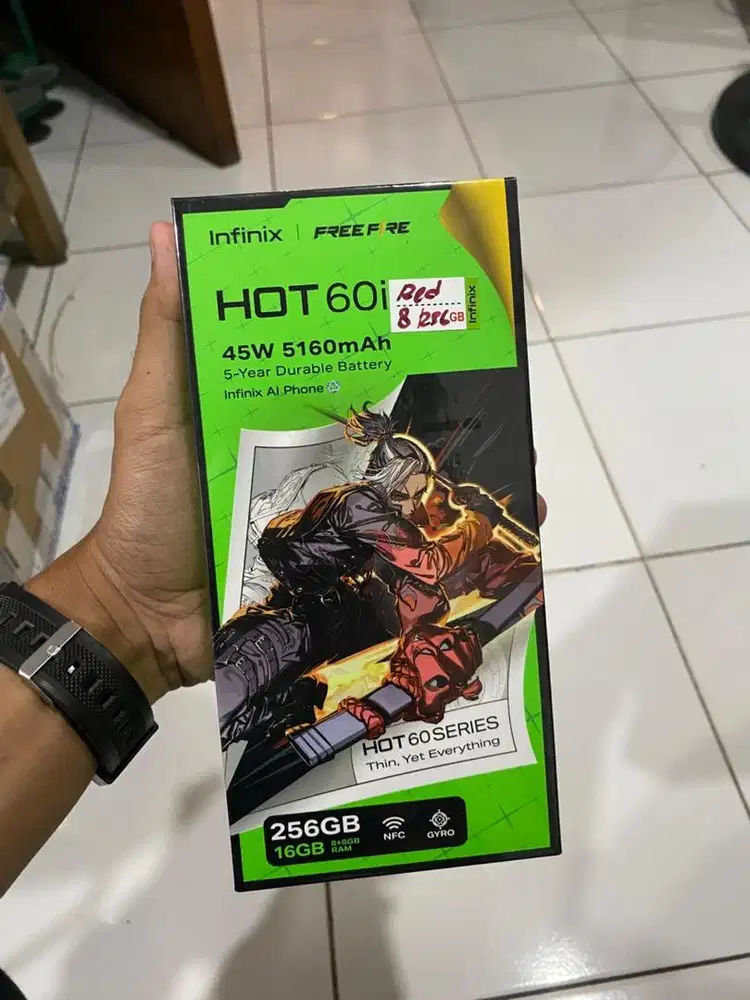 Infinix | FREE FIRE
HOT 60i
Red
8/256GB
Infinix
45W 5160mAh
5-Year Durable Battery
Infinix AI Phone
HOT 60 SERIES
Thin, Yet Everything
256GB
16GB 8+8GB RAM
NFC
GYRO